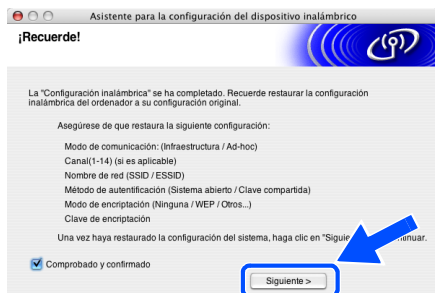 Asistente para la configuración del dispositivo inalámbrico
¡Recuerde!
La "Configuración inalámbrica" se ha completado. Recuerde restaurar la configuración
inalámbrica del ordenador a su configuración original.
Asegúrese de que restaura la siguiente configuración:
Modo de comunicación: (Infraestructura / Ad-hoc)
Canal(1-14) (si es aplicable)
Nombre de red (SSID / ESSID)
Método de autentificación (Sistema abierto / Clave compartida)
Modo de encriptación (Ninguna / WEP / Otros...)
Clave de encriptación
Una vez haya restaurado la configuración del sistema, haga clic en "Siguie
Comprobado y confirmado
Siguiente >